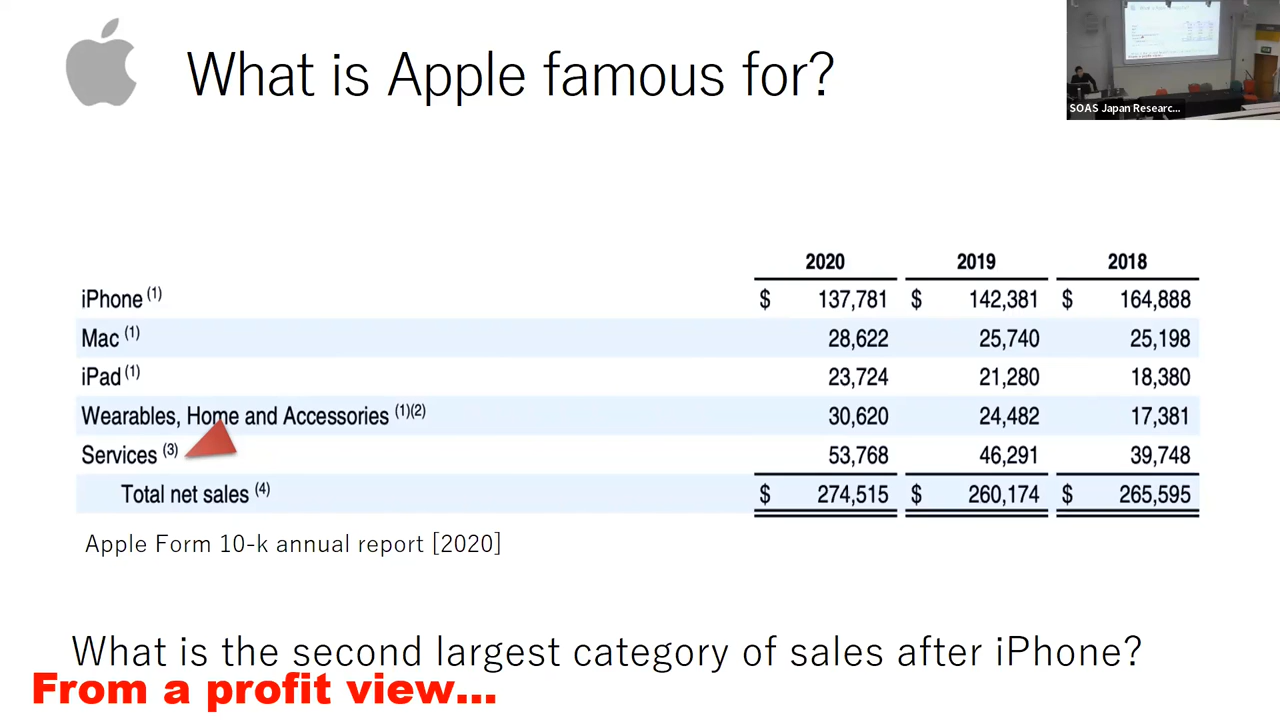 What is Apple famous for?
SOAS Japan Researc...
2020 2019 2018
iPhone (1) $ 137,781 $ 142,381 $ 164,888
Mac (1) 28,622 25,740 25,198
iPad (1) 23,724 21,280 18,380
Wearables, Home and Accessories (1)(2) 30,620 24,482 17,381
Services (3) 53,768 46,291 39,748
Total net sales (4) $ 274,515 $ 260,174 $ 265,595
Apple Form 10-k annual report [2020]
What is the second largest category of sales after iPhone?
From a profit view...